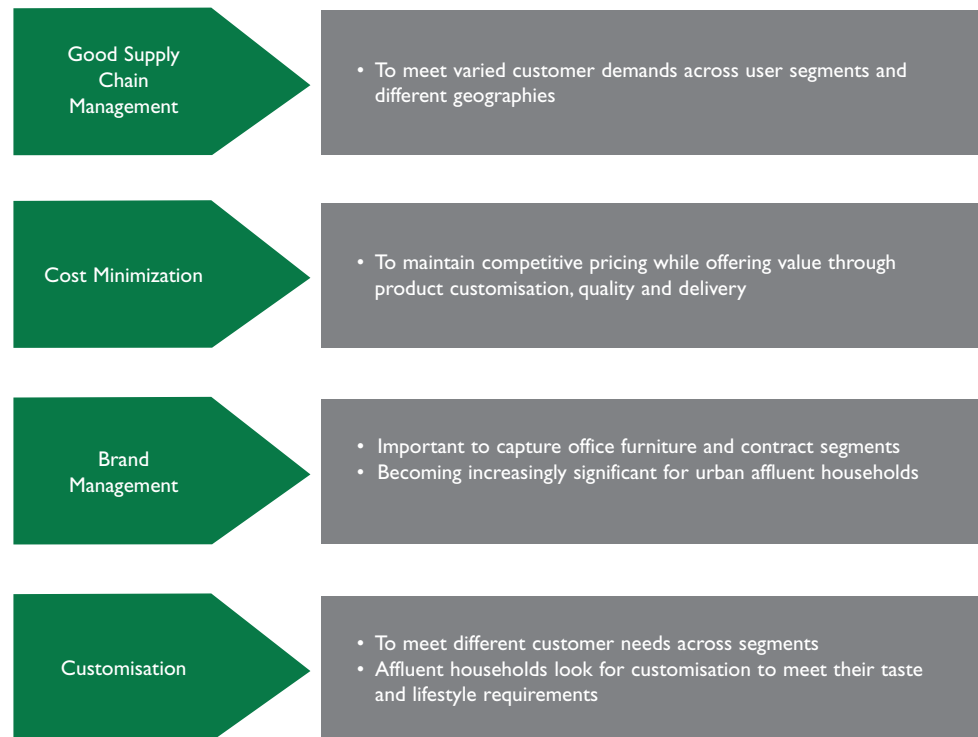 Good Supply
Chain
Management
• To meet varied customer demands across user segments and
different geographies
Cost Minimization
• To maintain competitive pricing while offering value through
product customisation, quality and delivery
Brand
Management
• Important to capture office furniture and contract segments
• Becoming increasingly significant for urban affluent households
Customisation
• To meet different customer needs across segments
• Affluent households look for customisation to meet their taste
and lifestyle requirements